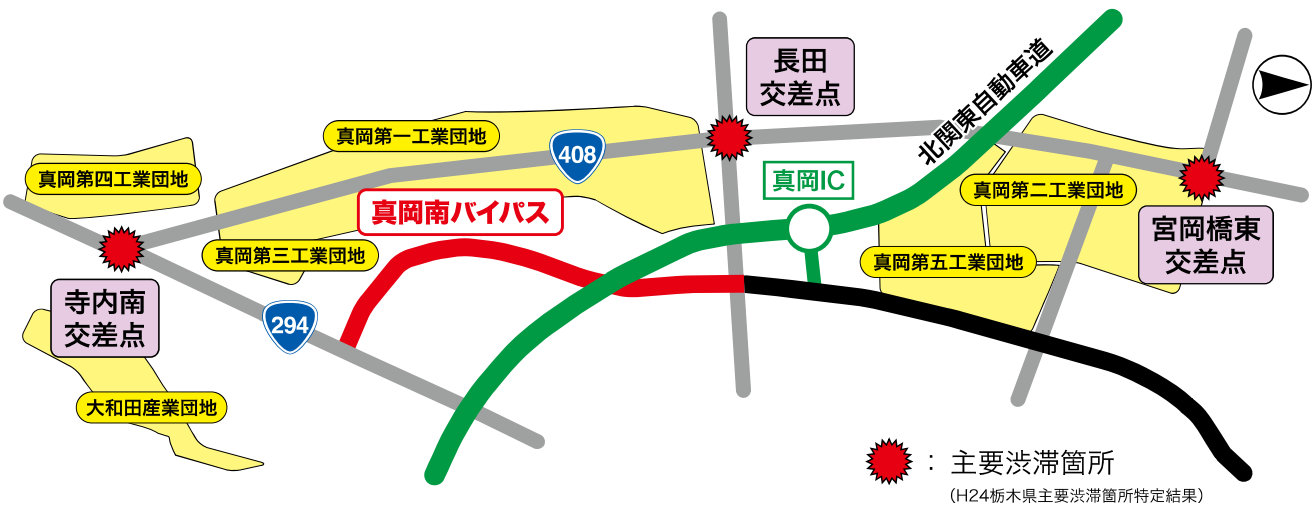 長田
交差点
北関東自動車道
真岡第一工業団地
408
真岡第四工業団地
真岡IC
真岡第二工業団地
真岡南バイパス
宮岡橋東
交差点
真岡第三工業団地
真岡第五工業団地
寺内南
交差点
294
大和田産業団地
：主要渋滞箇所
（H24栃木県主要渋滞箇所特定結果）